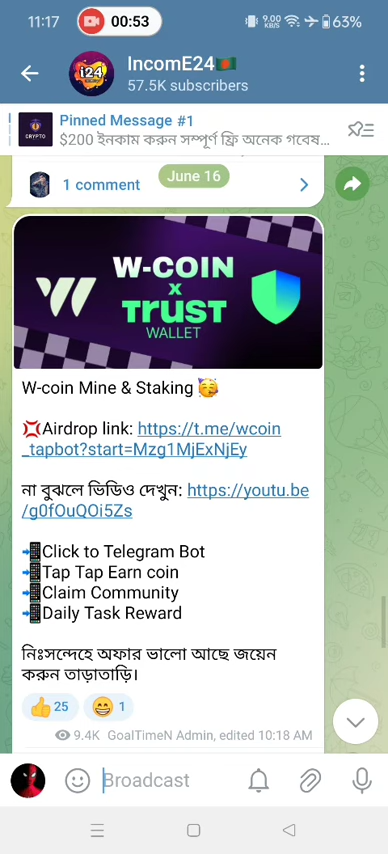 11:17
00:53
9.00
KB/S
63%
IncomE24
57.5K subscribers
i24
CRYPTO
Pinned Message #1
$200 ইনকাম করুন সম্পূর্ণ ফ্রি অনেক গবেষ...
1 comment
June 16
W-COIN
X
TRUST
WALLET
W-coin Mine & Staking
Airdrop link: https://t.me/wcoin
_tapbot?start=Mzg1MjExNjEy
না বুঝলে ভিডিও দেখুন: https://youtu.be
/g0fOuQOi5Zs
Click to Telegram Bot
Tap Tap Earn coin
Claim Community
Daily Task Reward
নিঃসন্দেহে অফার ভালো আছে জয়েন
করুন তাড়াতাড়ি।
25
1
9.4K GoalTimeN Admin, edited 10:18 AM
Broadcast